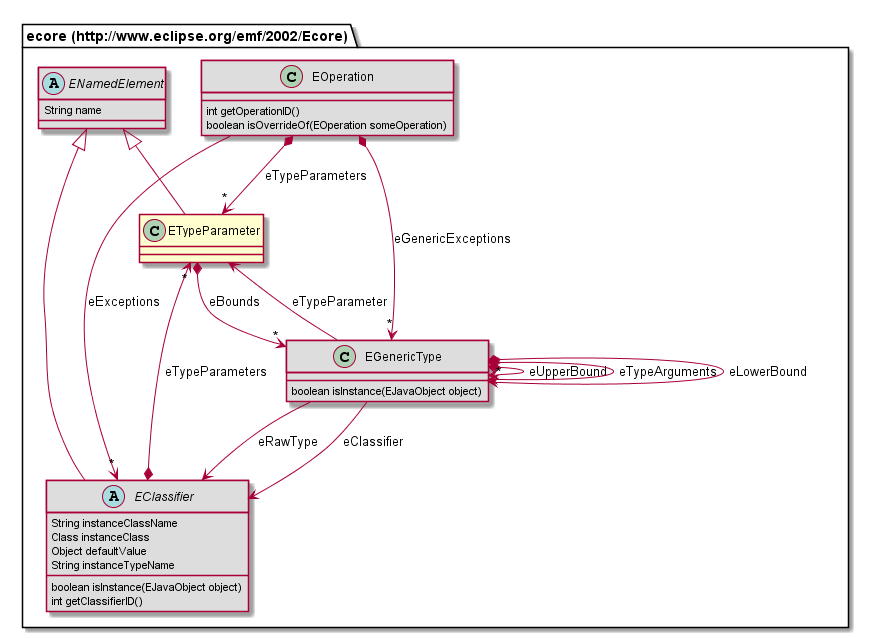 ecore (http://www.eclipse.org/emf/2002/Ecore)
A ENamedElement
String name
C EOperation
int getOperationID()
boolean isOverrideOf(EOperation someOperation)
eTypeParameters
*
C ETypeParameter
eGenericExceptions
*
eExceptions
*
eBounds
eTypeParameter
*
*
C EGenericType
boolean isInstance(EJavaObject object)
*
eUpperBound
eTypeArguments
eLowerBound
eTypeParameters
eRawType
eClassifier
A EClassifier
String instanceClassName
Class instanceClass
Object defaultValue
String instanceTypeName
boolean isInstance(EJavaObject object)
int getClassifierID()